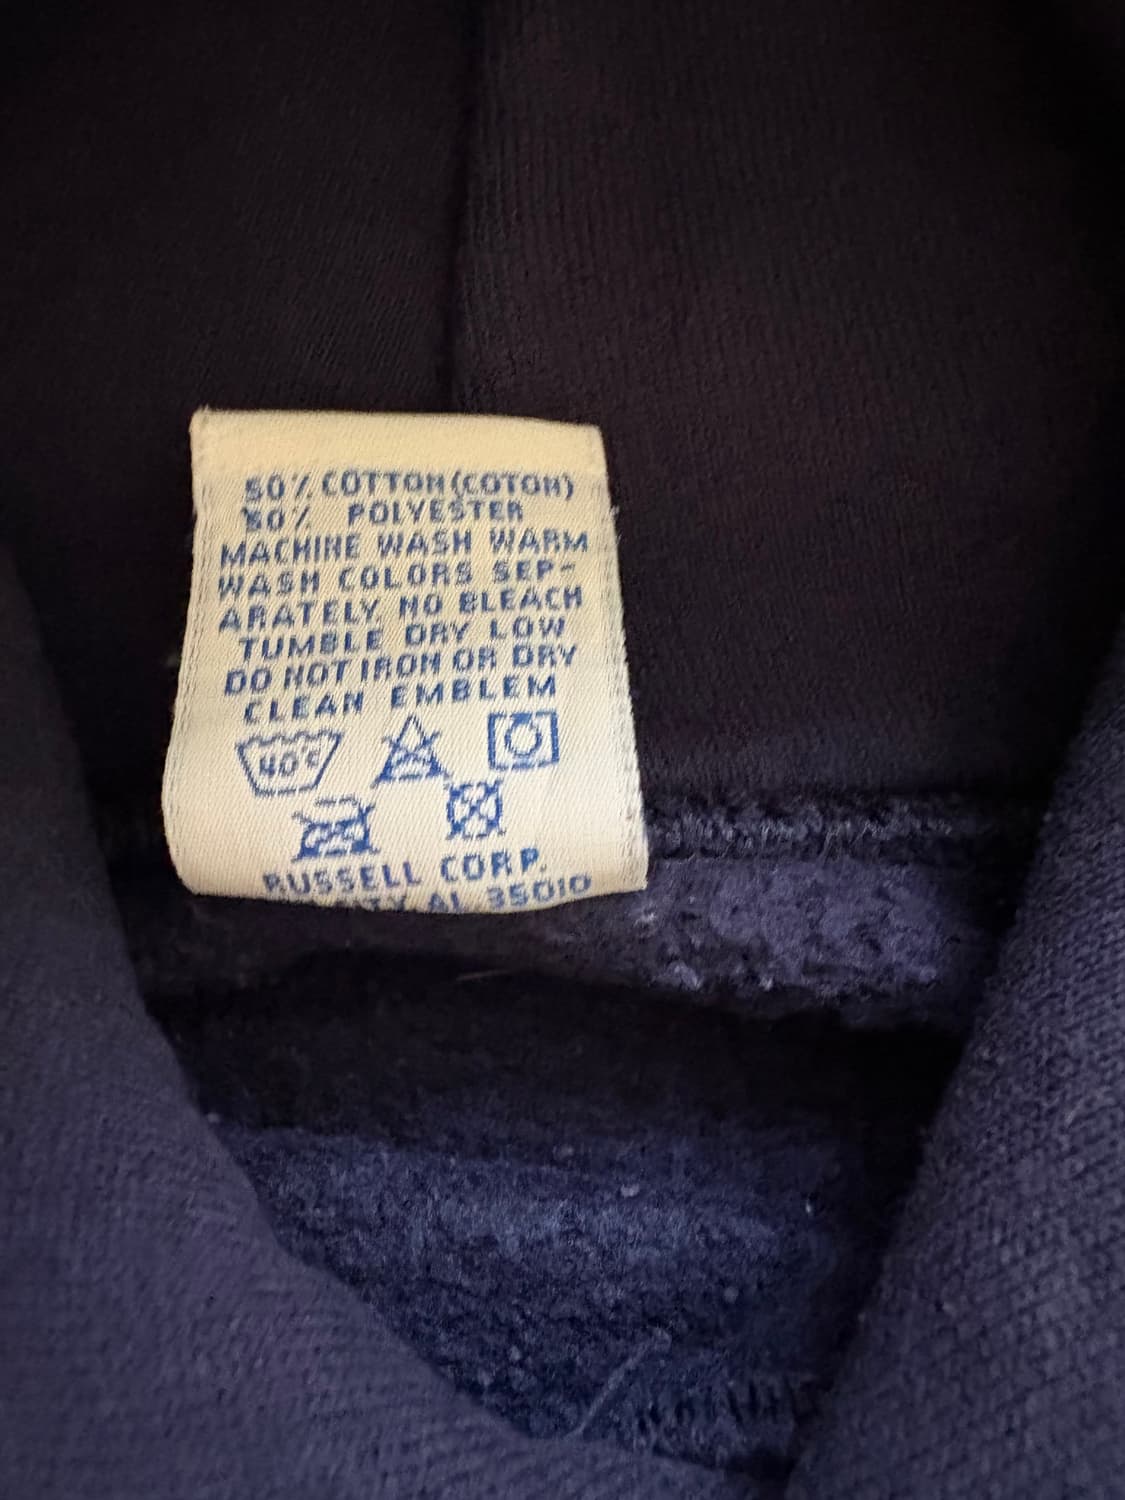 50% COTTON (COTON)
50% POLYESTER
MACHINE WASH WARM
WASH COLORS SEP-
ARATELY. NO BLEACH
TUMBLE DRY LOW
DO NOT IRON OR DRY
CLEAN EMBLEM
40°C
RUSSELL CORP.
AL 35010